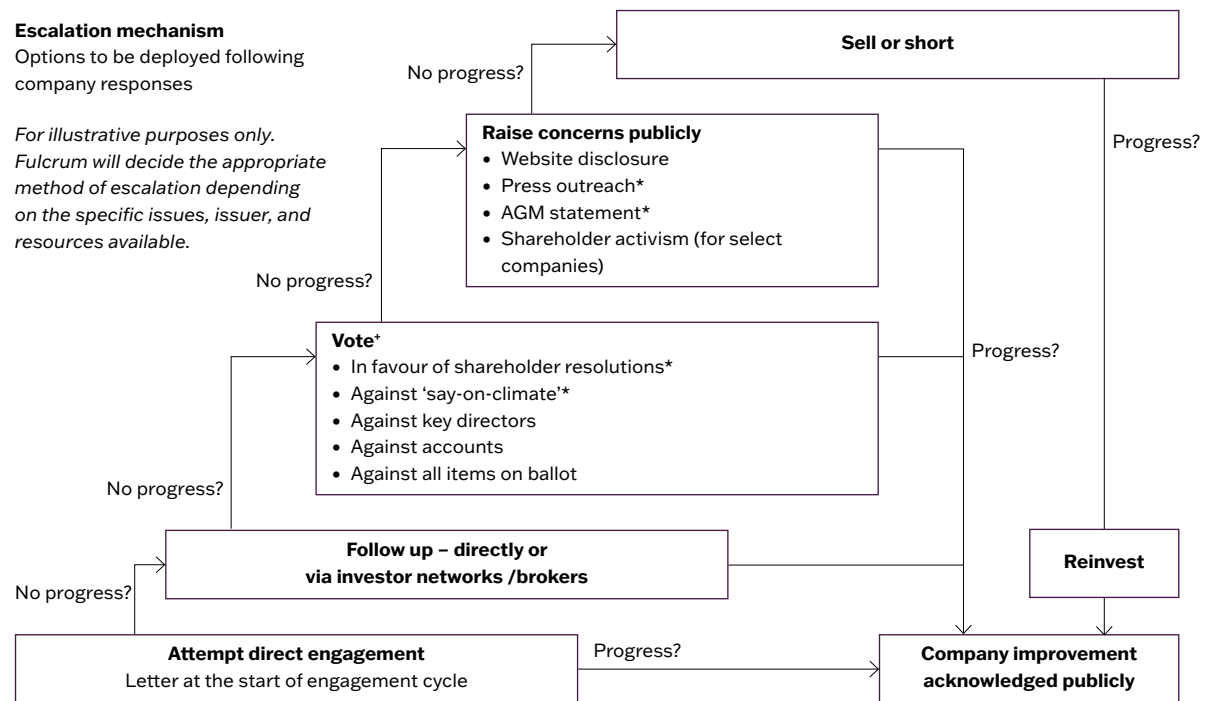 Escalation mechanism
Options to be deployed following
company responses
For illustrative purposes only.
Fulcrum will decide the appropriate
method of escalation depending
on the specific issues, issuer, and
resources available.
Sell or short
No progress?
Progress?
Raise concerns publicly
• Website disclosure
• Press outreach*
• AGM statement*
• Shareholder activism (for select
companies)
No progress?
Vote⁺
• In favour of shareholder resolutions*
• Against ‘say-on-climate’*
• Against key directors
• Against accounts
• Against all items on ballot
Progress?
No progress?
Follow up – directly or
via investor networks /brokers
Reinvest
No progress?
Attempt direct engagement
Letter at the start of engagement cycle
Progress?
Company improvement
acknowledged publicly